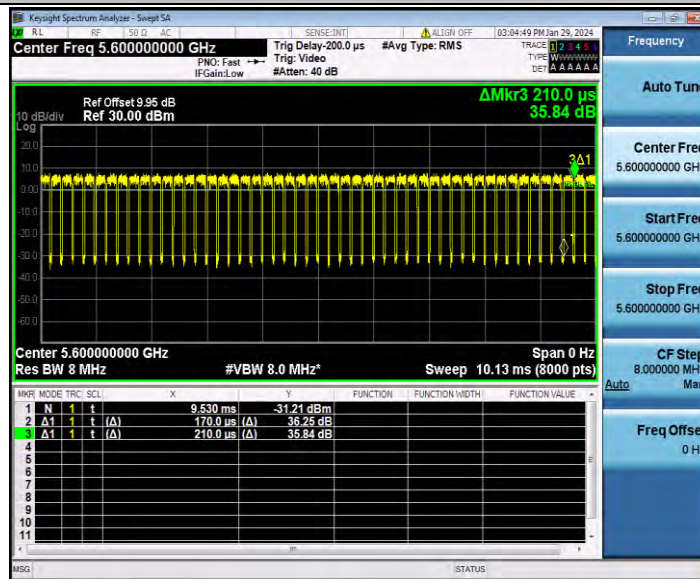 Keysight Spectrum Analyzer - Swept SA
RL RF 50 Ω AC SENSE:INT ALIGN OFF 03:04:49 PM Jan 29, 2024
Center Freq 5.600000000 GHz
PNO: Fast
IFGain:Low
Trig Delay-200.0 µs
Trig: Video
#Atten: 40 dB
#Avg Type: RMS
TRACE 1 2 3 4 5 6
TYPE W
DET A A A A A A
Frequency
Auto Tune
Center Freq
5.600000000 GH
Start Freq
5.600000000 GH
Stop Freq
5.600000000 GH
CF Step
8.000000 MH
Auto Man
Freq Offse
0 H
ΔMkr3 210.0 µs
35.84 dB
Ref Offset 9.95 dB
10 dB/div Ref 30.00 dBm
Log
20.0
10.0
0.00
-10.0
-20.0
-30.0
-40.0
-50.0
-60.0
3Δ1
1
Center 5.600000000 GHz Span 0 Hz
Res BW 8 MHz #VBW 8.0 MHz* Sweep 10.13 ms (8000 pts)
MKR MODE TRC SCL X Y FUNCTION FUNCTION WIDTH FUNCTION VALUE
1 N 1 t 9.530 ms -31.21 dBm
2 Δ1 1 t (Δ) 170.0 µs (Δ) 36.25 dB
3 Δ1 1 t (Δ) 210.0 µs (Δ) 35.84 dB
4
5
6
7
8
9
10
11
MSG STATUS